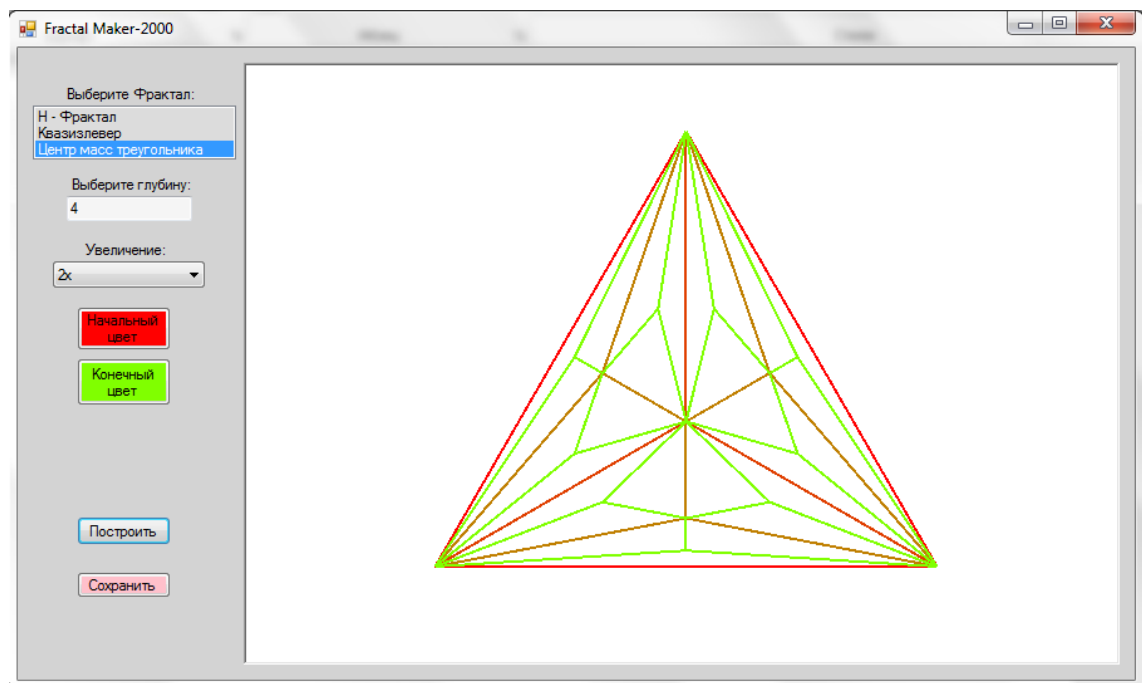 Fractal Maker-2000
Выберите Фрактал:
Н - Фрактал
Квазизлевер
Центр масс треугольника
Выберите глубину:
4
Увеличение:
2x
Начальный
цвет
Конечный
цвет
Построить
Сохранить